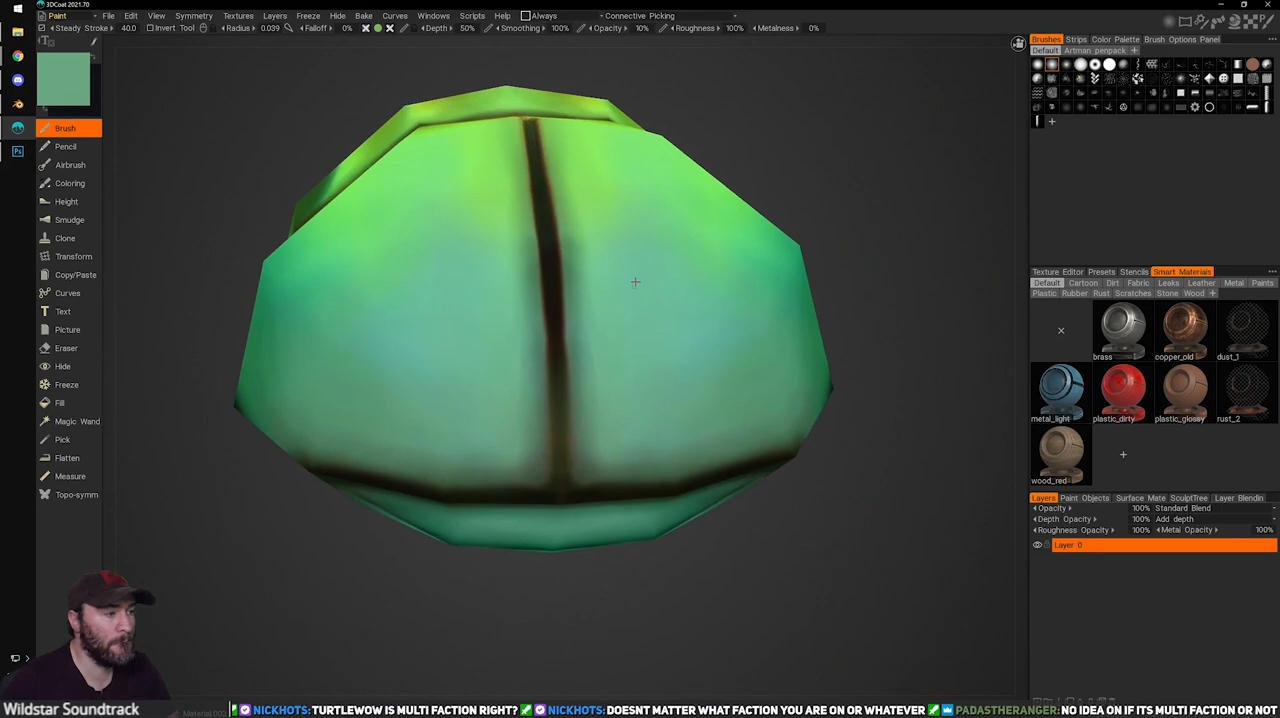 3DCoat 2021.70
Paint File Edit View Symmetry Textures Layers Freeze Hide Bake Curves Windows Scripts Help Always Connective Picking
Steady Stroke 40.0 Invert Tool Radius 0.039 Falloff 0% Depth 50% Smoothing 100% Opacity 10% Roughness 100% Metalness 0%
Brush
Pencil
Airbrush
Coloring
Height
Smudge
Clone
Transform
Copy/Paste
Curves
Text
Picture
Eraser
Hide
Freeze
Fill
Magic Wand
Pick
Flatten
Measure
Topo-symm
Brushes Strips Color Palette Brush Options Panel
Default Artman penpack +
Texture Editor Presets Stencils Smart Materials
Default Cartoon Dirt Fabric Leaks Leather Metal Paints
Plastic Rubber Rust Scratches Stone Wood +
brass copper_old dust_1
metal_light plastic_dirty plastic_glossy rust_2
wood_red
Layers Paint Objects Surface Mate SculptTree Layer Blendin
Opacity 100% Standard Blend
Depth Opacity 100% Add depth
Roughness Opacity 100% Metal Opacity 100%
Layer 0
Wildstar Soundtrack
NICKHOTS: TURTLEWOW IS MULTI FACTION RIGHT? NICKHOTS: DOESNT MATTER WHAT FACTION YOU ARE ON OR WHATEVER PADASTHERANGER: NO IDEA ON IF ITS MULTI FACTION OR NOT